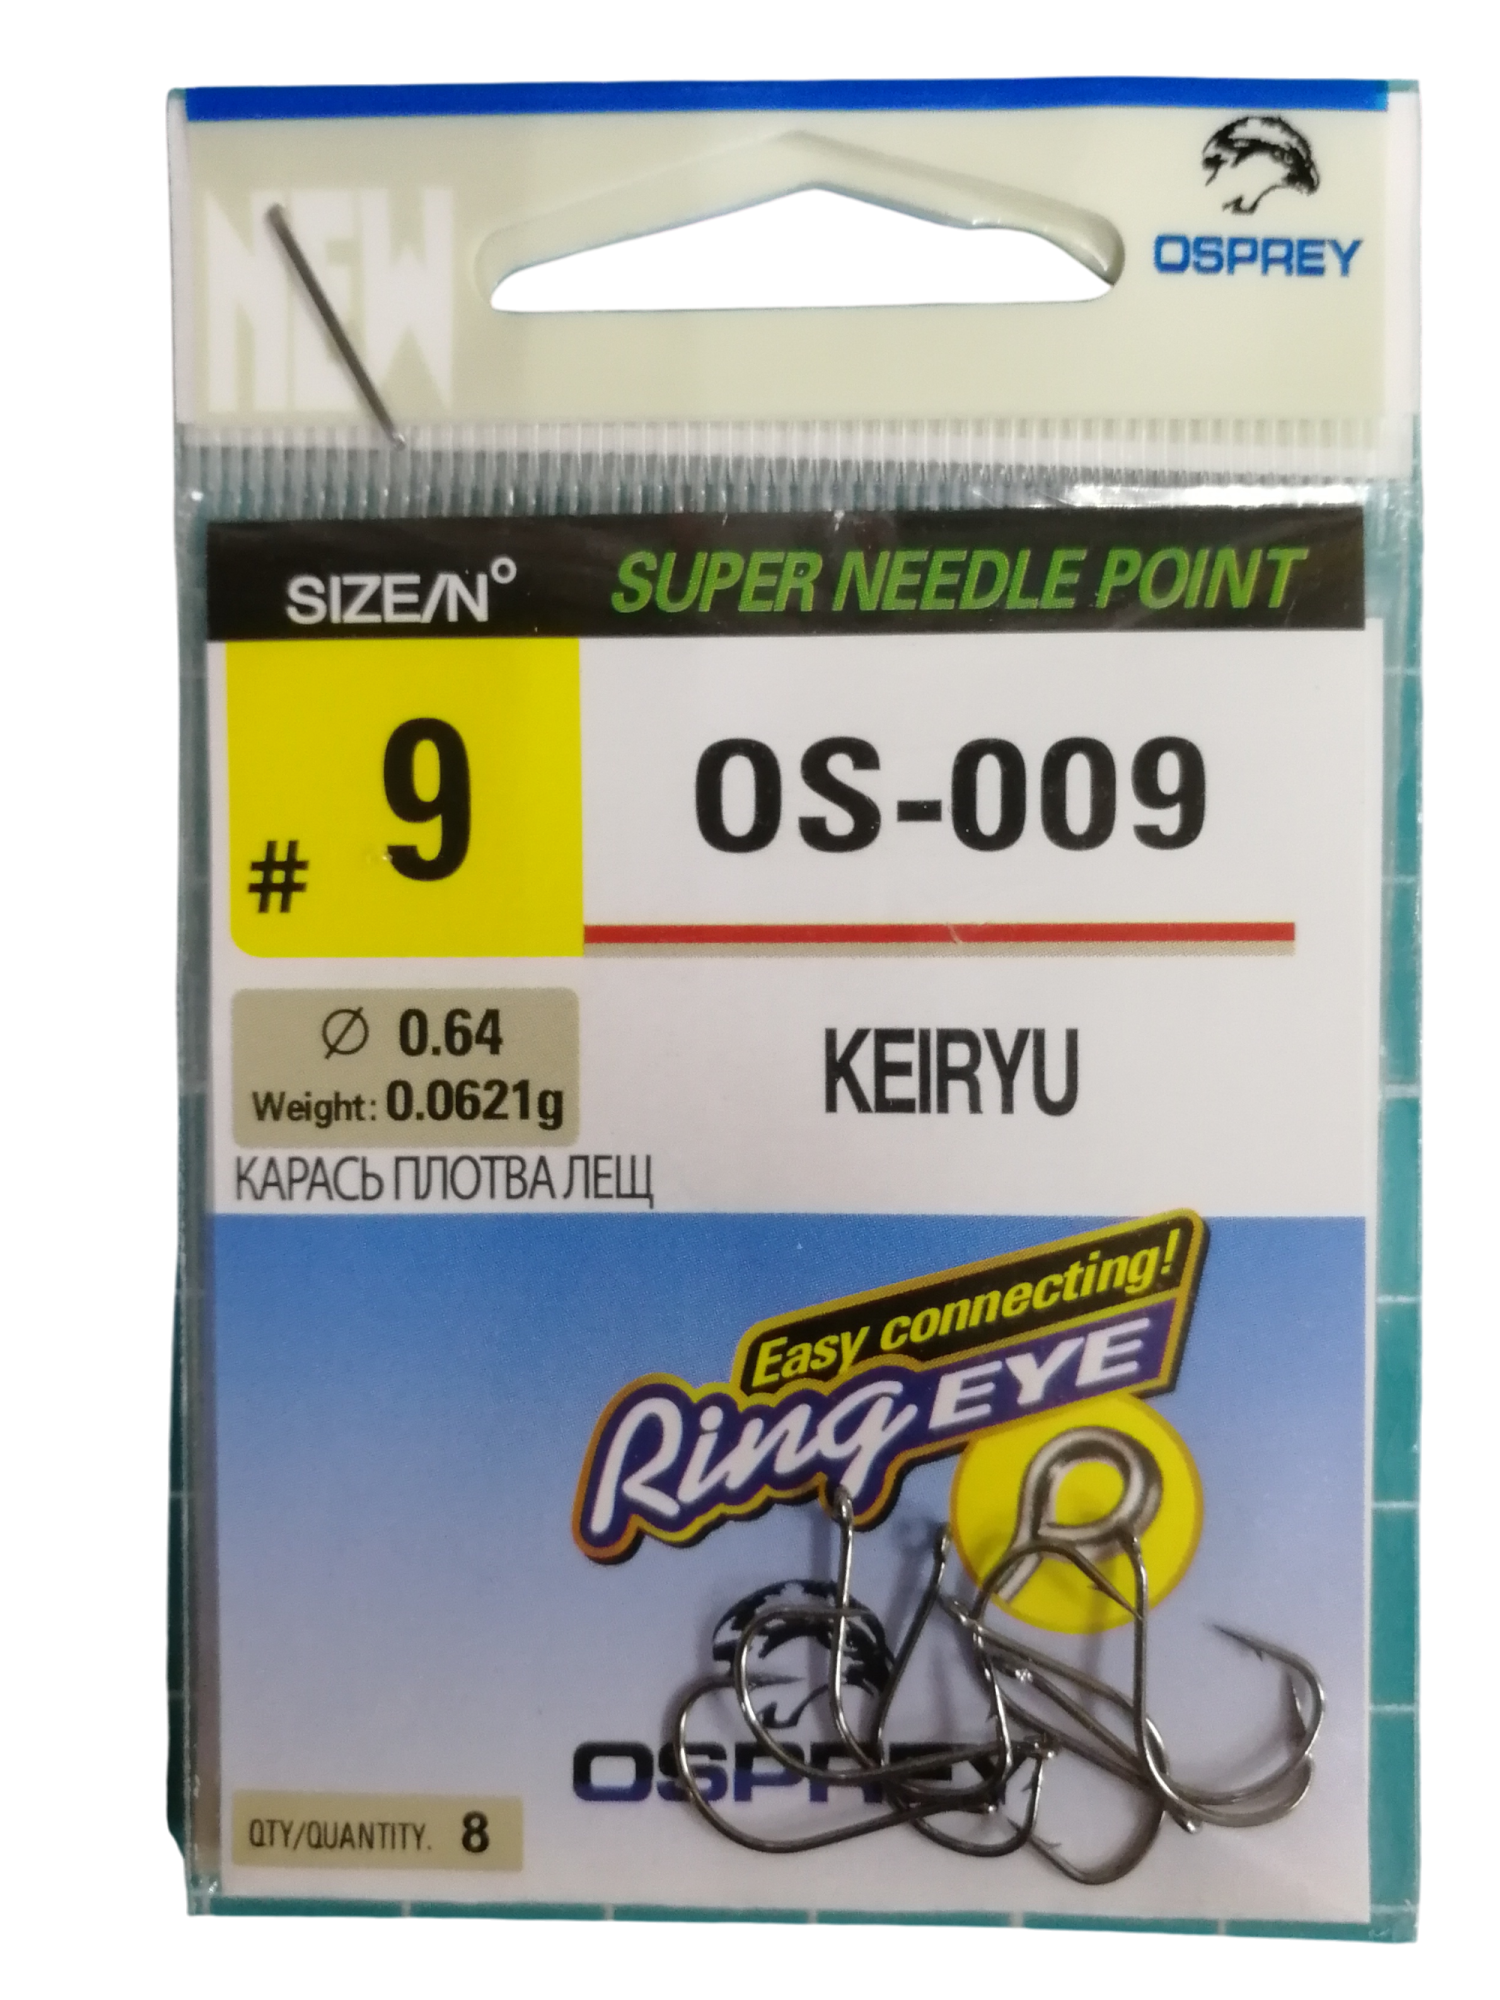 NEW
OSPREY
SIZE/N° SUPER NEEDLE POINT
# 9 OS-009
∅ 0.64
Weight: 0.0621g
KEIRYU
КАРАСЬ ПЛОТВА ЛЕЩ
Easy connecting!
Ring EYE
OSPREY
QTY/QUANTITY. 8